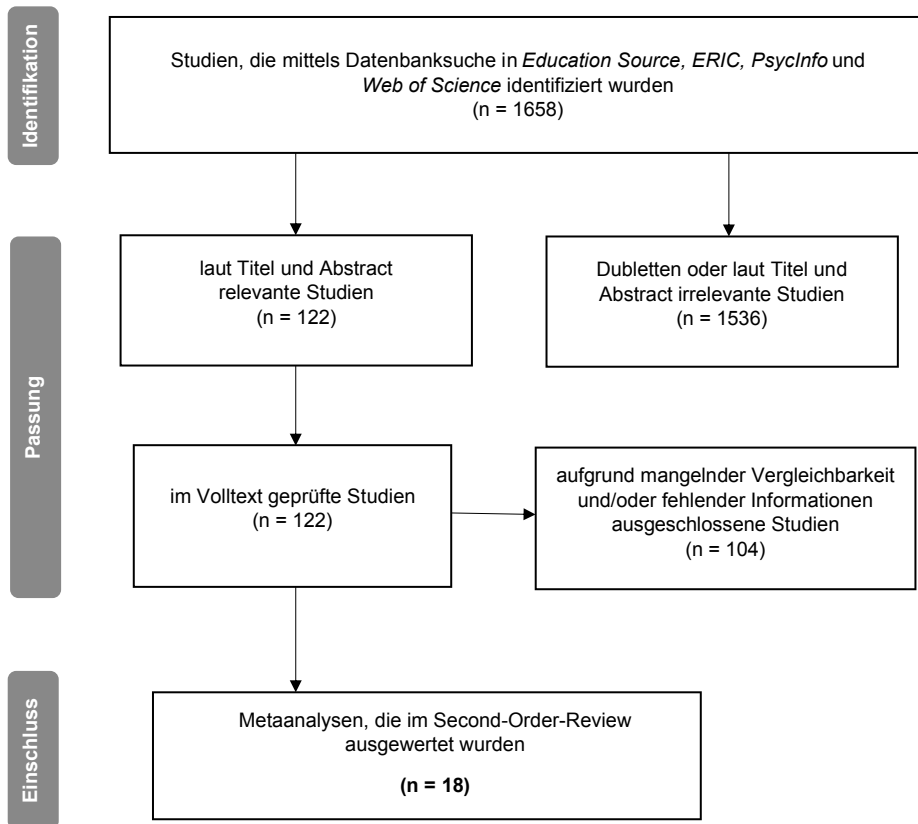 Identifikation
Studien, die mittels Datenbanksuche in Education Source, ERIC, PsycInfo und
Web of Science identifiziert wurden
(n = 1658)
Passung
laut Titel und Abstract
relevante Studien
(n = 122)
Dubletten oder laut Titel und
Abstract irrelevante Studien
(n = 1536)
im Volltext geprüfte Studien
(n = 122)
aufgrund mangelnder Vergleichbarkeit
und/oder fehlender Informationen
ausgeschlossene Studien
(n = 104)
Einschluss
Metaanalysen, die im Second-Order-Review
ausgewertet wurden
(n = 18)